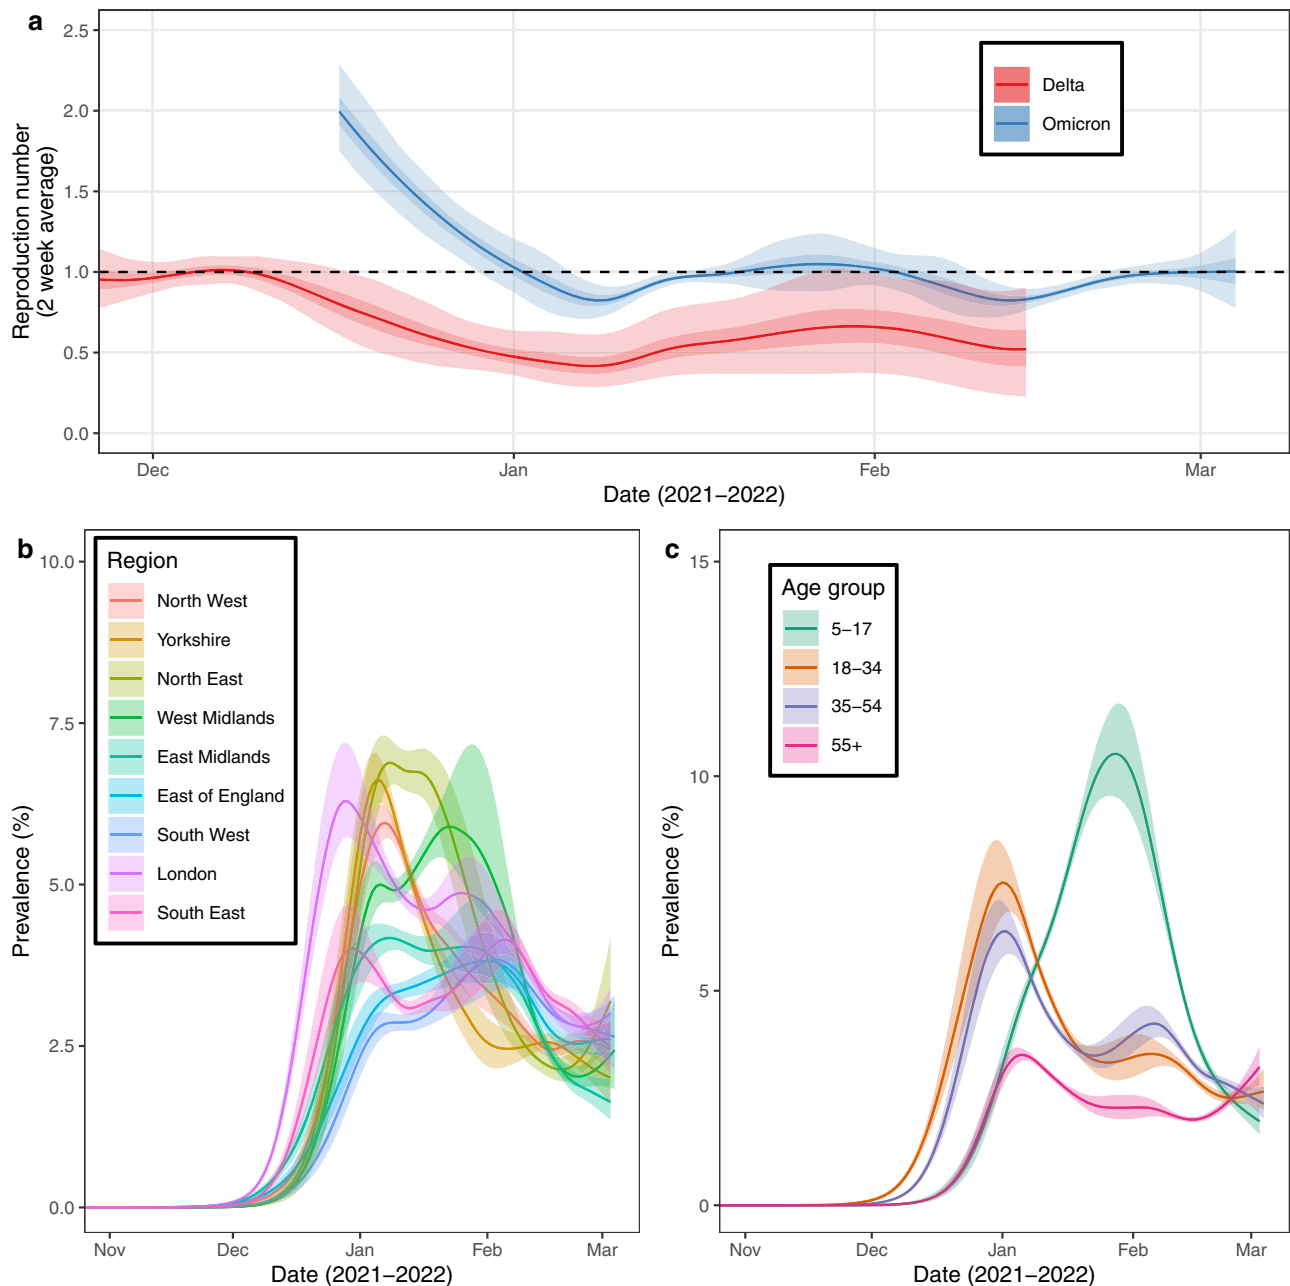 a
2.5
2.0
1.5
1.0
0.5
0.0
Reproduction number
(2 week average)
Delta
Omicron
Dec
Jan
Feb
Mar
Date (2021–2022)
b
10.0
7.5
5.0
2.5
0.0
Prevalence (%)
Region
North West
Yorkshire
North East
West Midlands
East Midlands
East of England
South West
London
South East
Nov
Dec
Jan
Feb
Mar
Date (2021–2022)
c
15
10
5
0
Prevalence (%)
Age group
5–17
18–34
35–54
55+
Nov
Dec
Jan
Feb
Mar
Date (2021–2022)